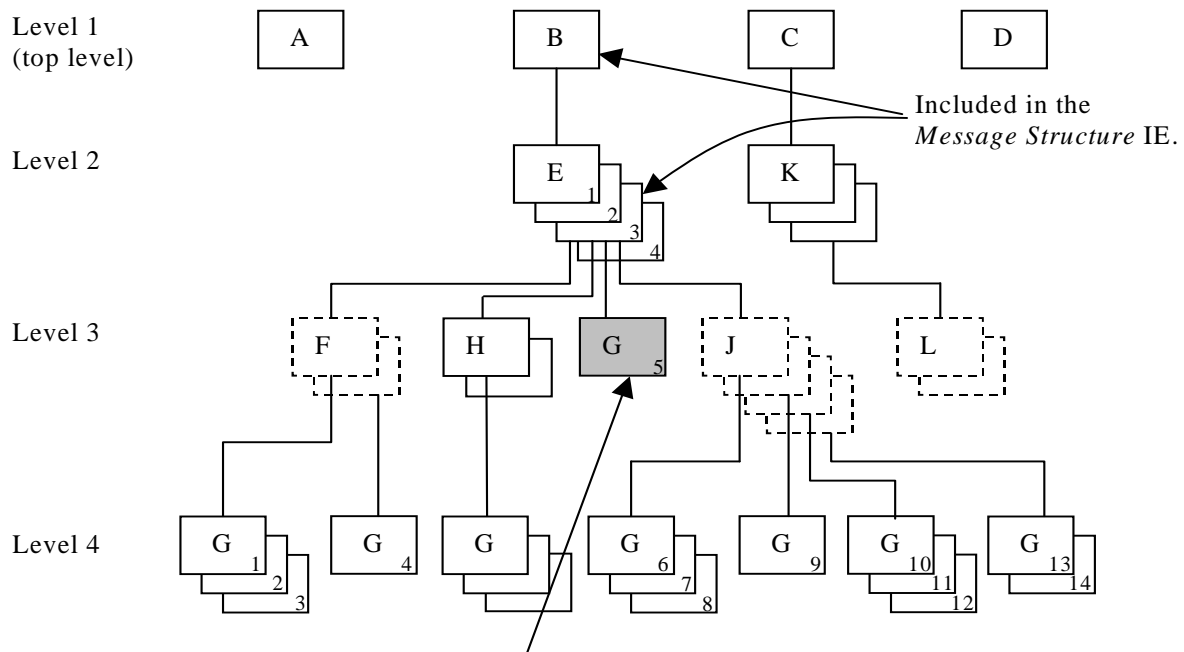 Level 1
(top level)
A
B
C
D
Included in the
Message Structure IE.
Level 2
E
1
2
3
4
K
Level 3
F
H
G
5
J
L
Level 4
G
1
2
3
G
4
G
G
6
7
8
G
9
G
10
11
12
G
13
14